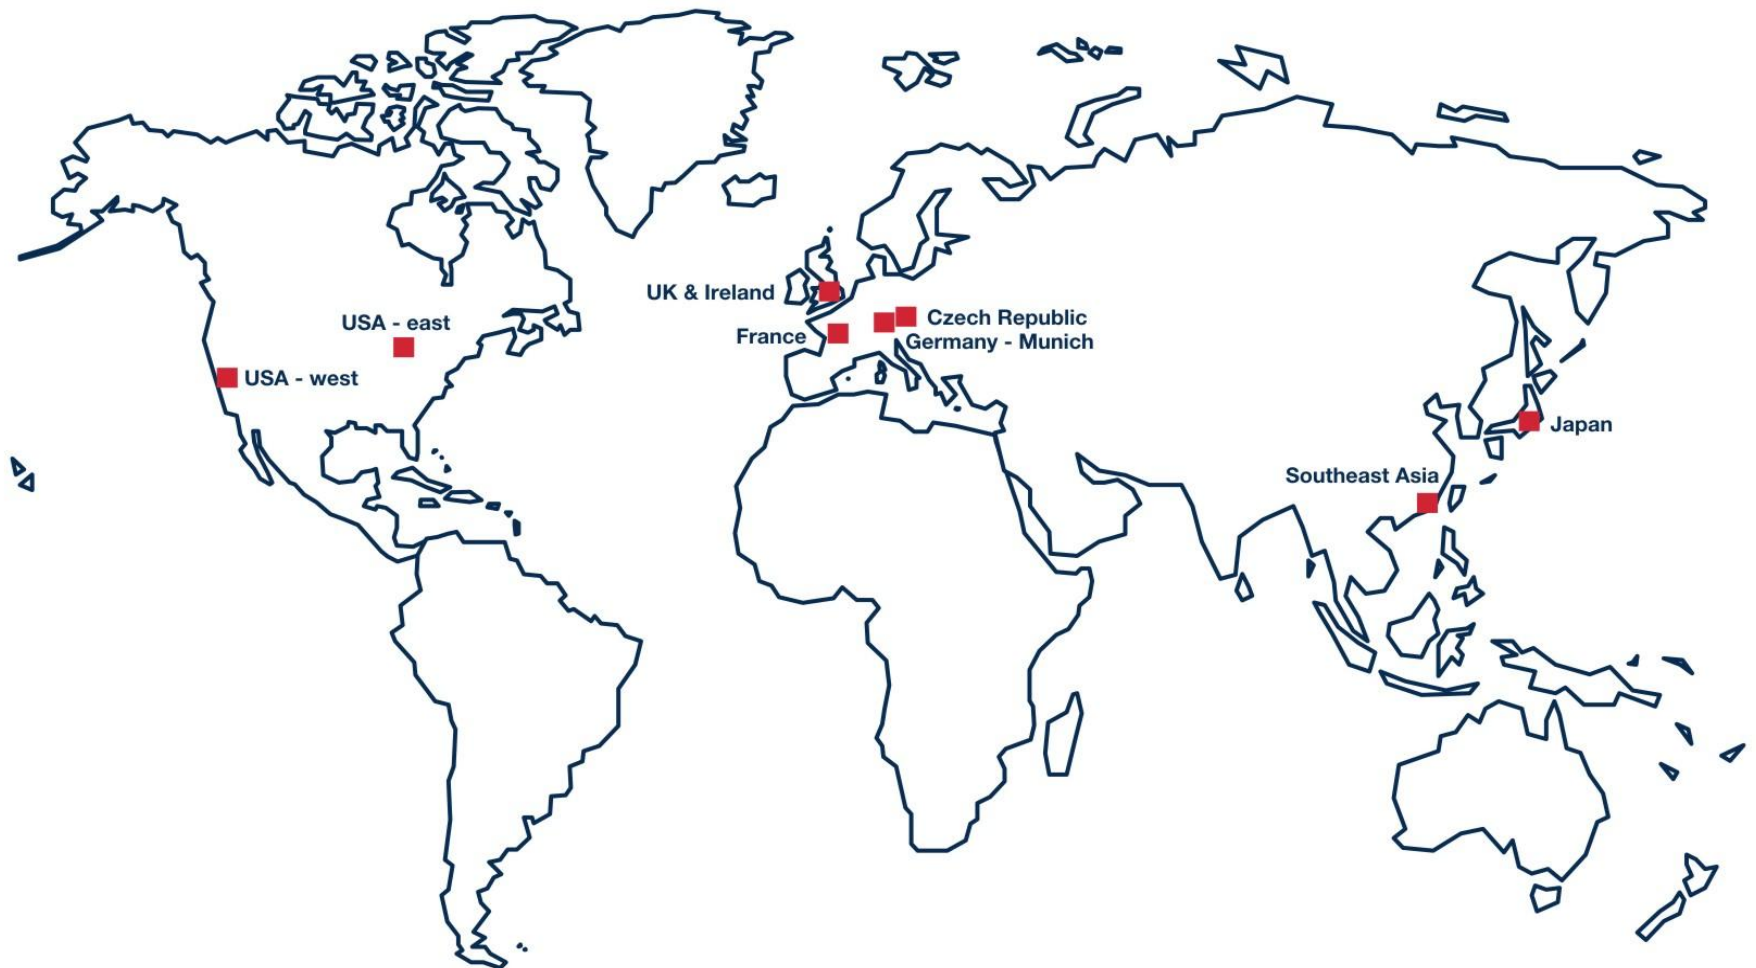 UK & Ireland
USA - east
France
Czech Republic
Germany - Munich
USA - west
Japan
Southeast Asia